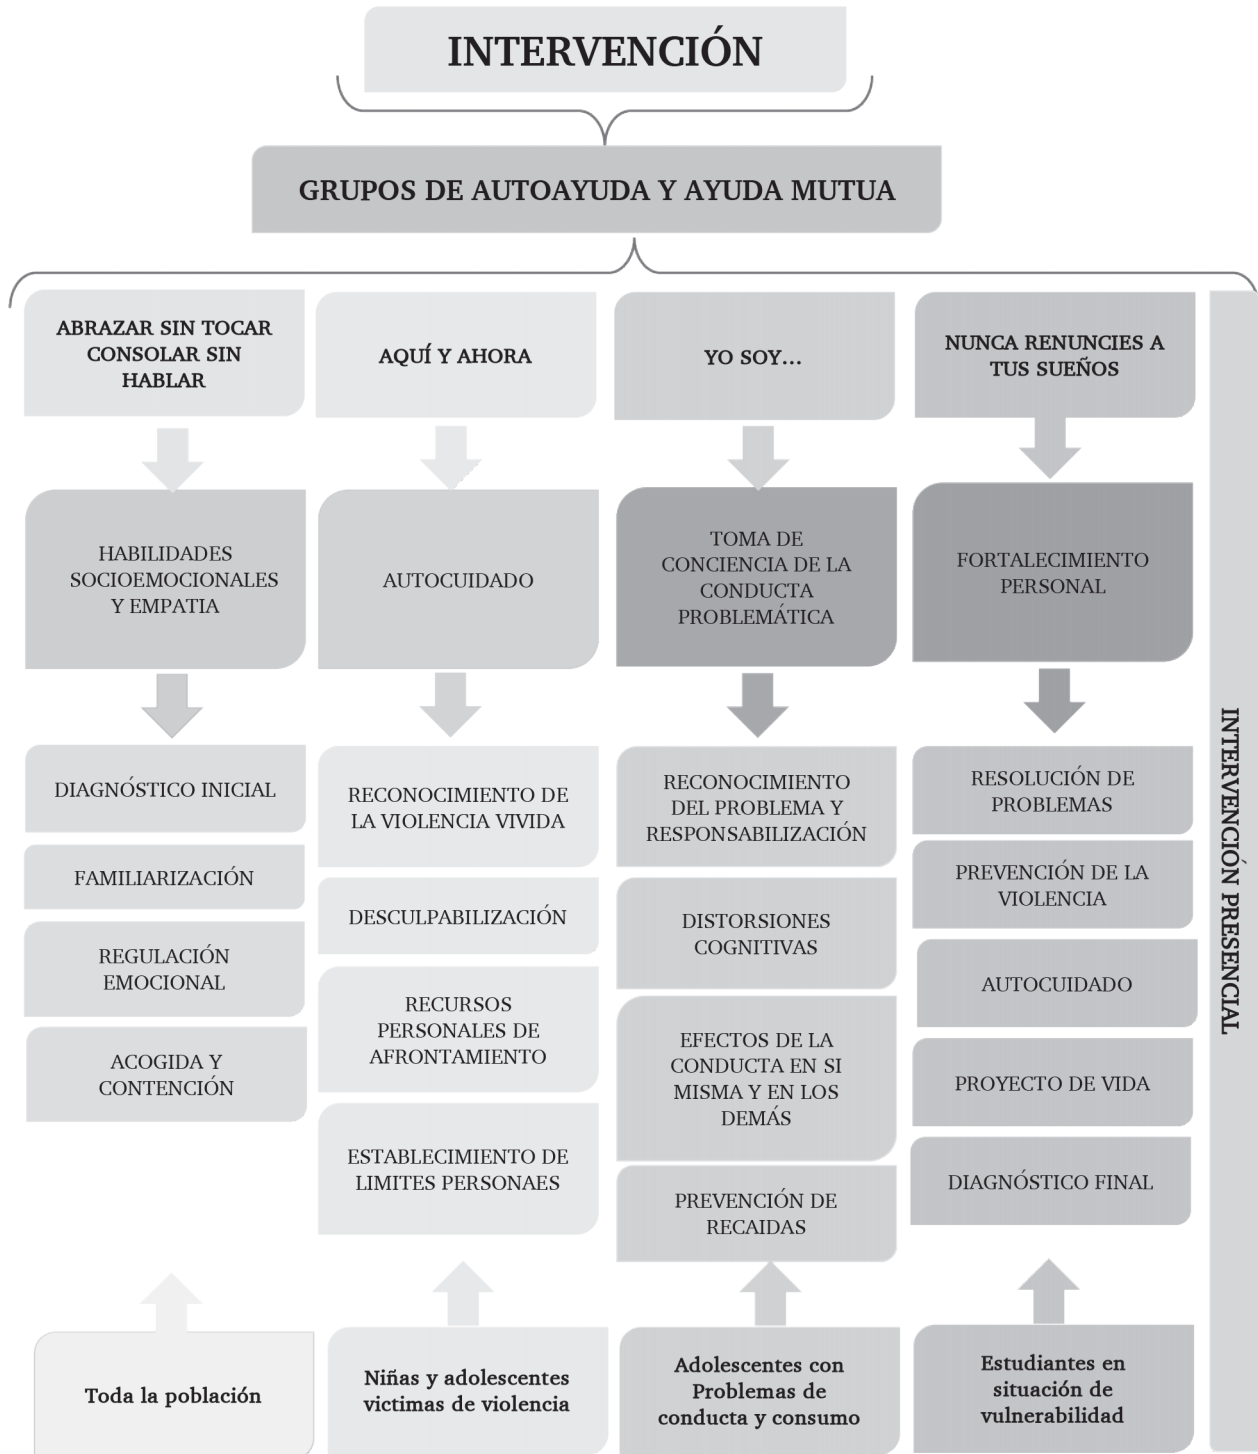 INTERVENCIÓN
GRUPOS DE AUTOAYUDA Y AYUDA MUTUA
ABRAZAR SIN TOCAR
CONSOLAR SIN
HABLAR
HABILIDADES
SOCIOEMOCIONALES
Y EMPATIA
DIAGNÓSTICO INICIAL
FAMILIARIZACIÓN
REGULACIÓN
EMOCIONAL
ACOGIDA Y
CONTENCIÓN
Toda la población
AQUÍ Y AHORA
AUTOCUIDADO
RECONOCIMIENTO DE
LA VIOLENCIA VIVIDA
DESCULPABILIZACIÓN
RECURSOS
PERSONALES DE
AFRONTAMIENTO
ESTABLECIMIENTO DE
LIMITES PERSONAES
Niñas y adolescentes
victimas de violencia
YO SOY...
TOMA DE
CONCIENCIA DE LA
CONDUCTA
PROBLEMÁTICA
RECONOCIMIENTO
DEL PROBLEMA Y
RESPONSABILIZACIÓN
DISTORSIONES
COGNITIVAS
EFECTOS DE LA
CONDUCTA EN SI
MISMA Y EN LOS
DEMÁS
PREVENCIÓN DE
RECAIDAS
Adolescentes con
Problemas de
conducta y consumo
NUNCA RENUNCIES A
TUS SUEÑOS
FORTALECIMIENTO
PERSONAL
RESOLUCIÓN DE
PROBLEMAS
PREVENCIÓN DE LA
VIOLENCIA
AUTOCUIDADO
PROYECTO DE VIDA
DIAGNÓSTICO FINAL
Estudiantes en
situación de
vulnerabilidad
INTERVENCIÓN PRESENCIAL